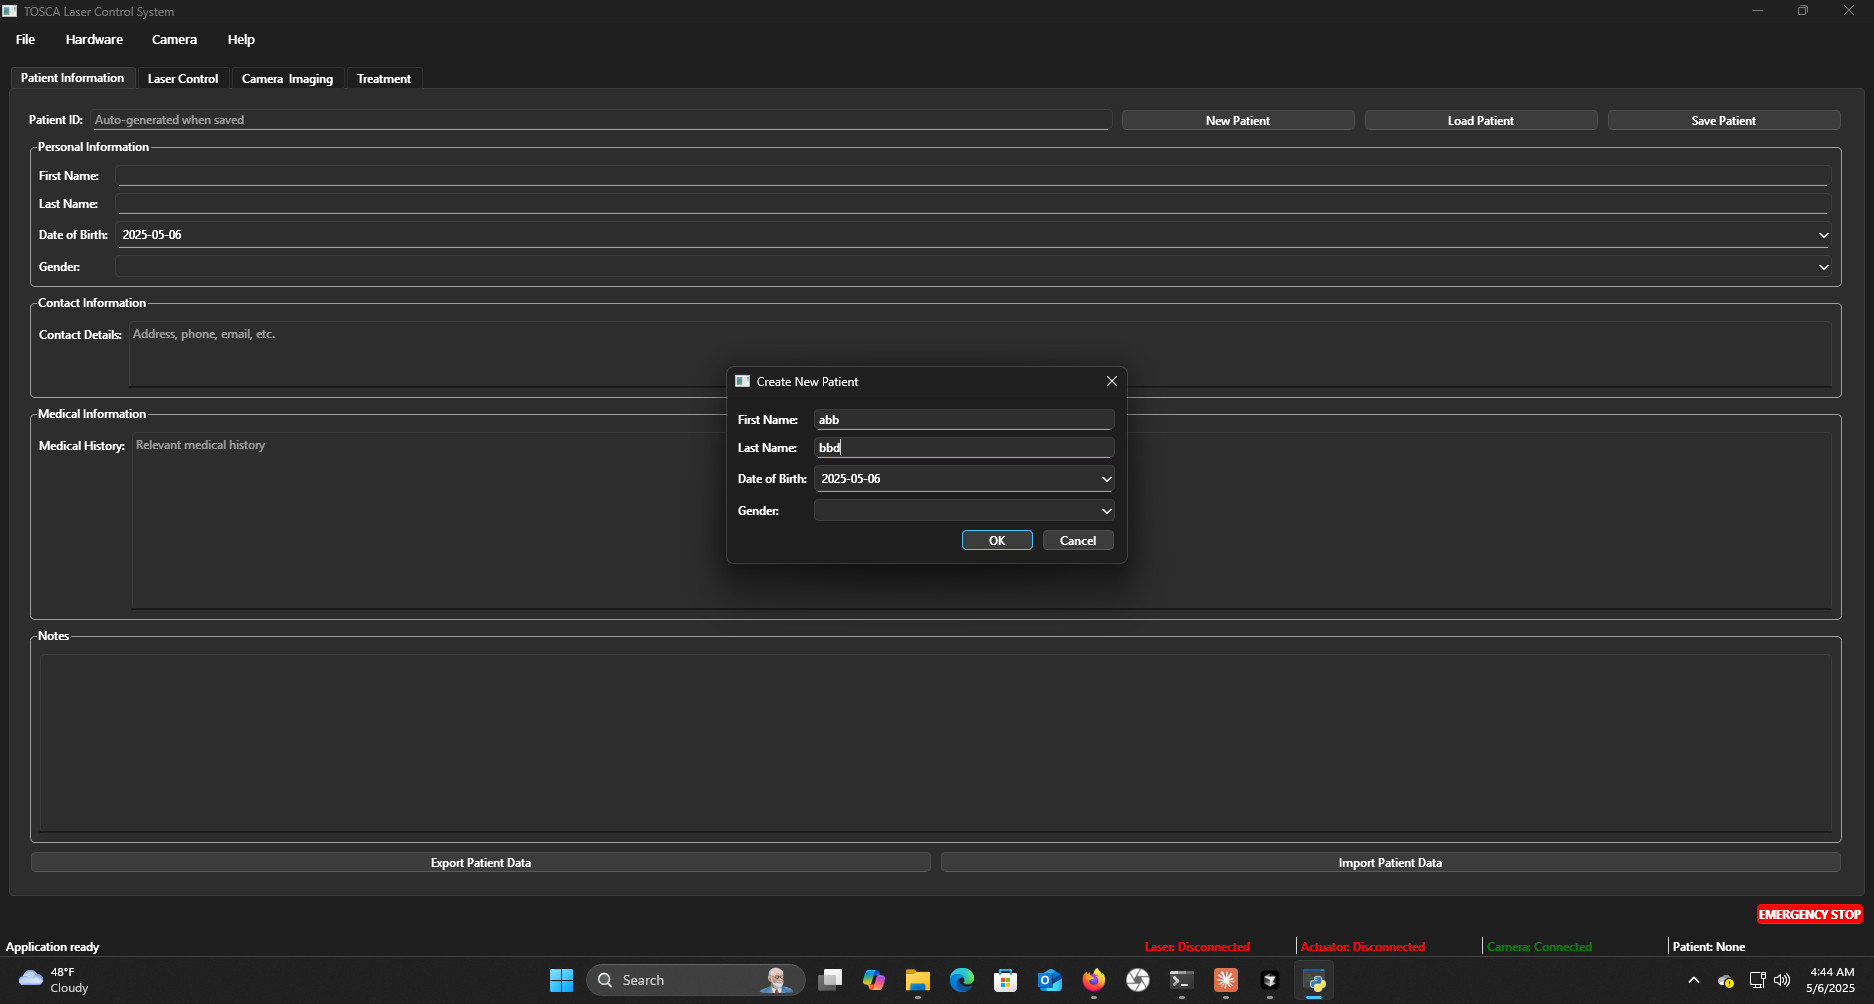 TOSCA Laser Control System
File Hardware Camera Help
Patient Information Laser Control Camera Imaging Treatment
Patient ID: Auto-generated when saved New Patient Load Patient Save Patient
Personal Information
First Name:
Last Name:
Date of Birth: 2025-05-06
Gender:
Contact Information
Contact Details: Address, phone, email, etc.
Medical Information
Medical History: Relevant medical history
Create New Patient
First Name: abb
Last Name: bbd
Date of Birth: 2025-05-06
Gender:
OK Cancel
Notes
Export Patient Data Import Patient Data
EMERGENCY STOP
Application ready Laser: Disconnected Actuator: Disconnected Camera: Connected Patient: None
48°F
Cloudy
Search
4:44 AM
5/6/2025